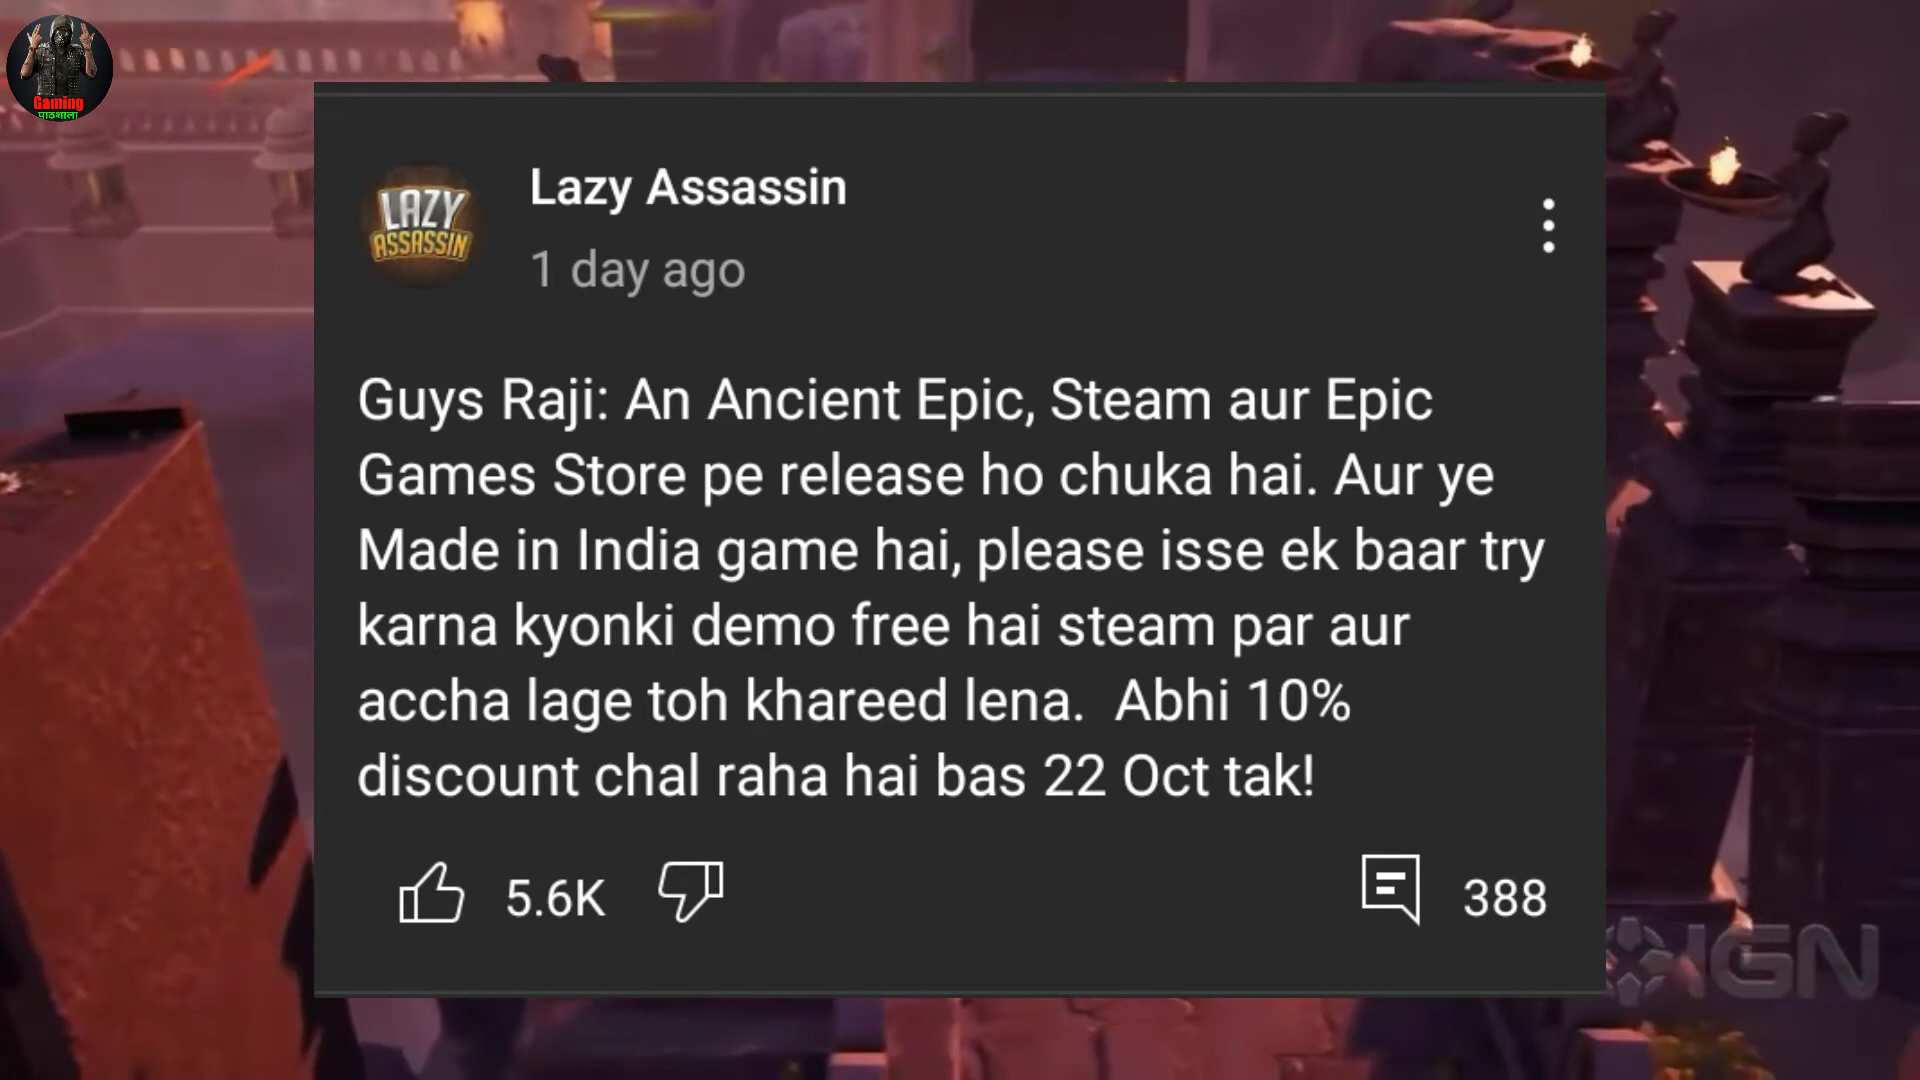 Gaming
पाठशाला
LAZY
ASSASSIN
Lazy Assassin
1 day ago
Guys Raji: An Ancient Epic, Steam aur Epic
Games Store pe release ho chuka hai. Aur ye
Made in India game hai, please isse ek baar try
karna kyonki demo free hai steam par aur
accha lage toh khareed lena.  Abhi 10%
discount chal raha hai bas 22 Oct tak!
5.6K
388
IGN